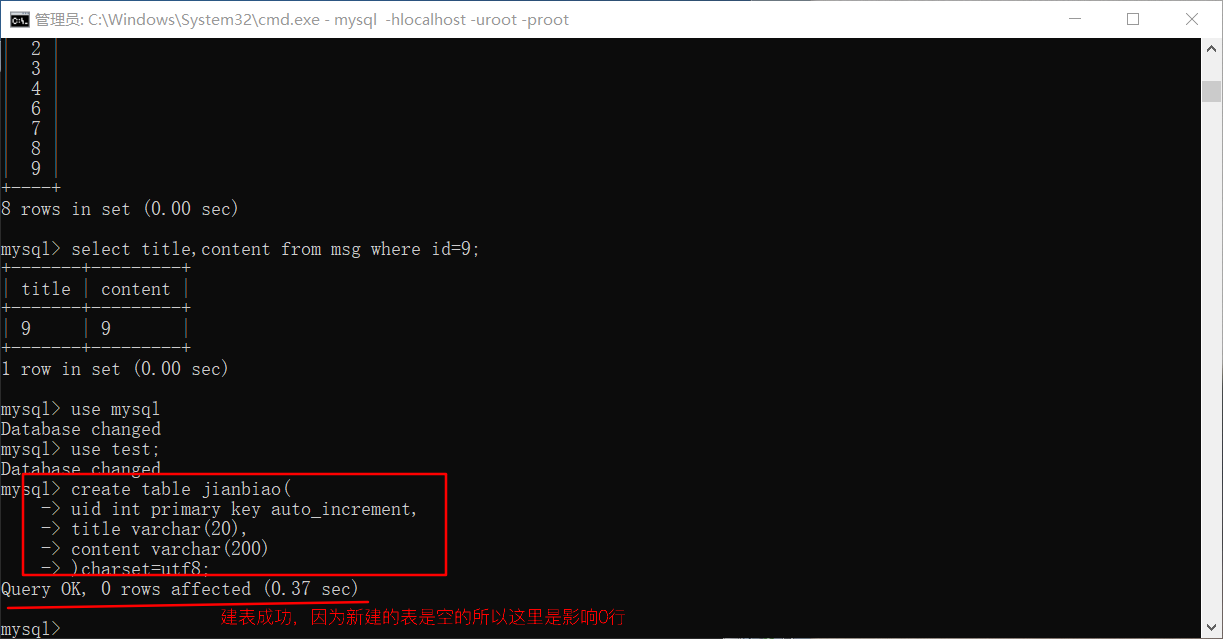 管理员: C:\Windows\System32\cmd.exe - mysql  -hlocalhost -uroot -proot
|  2 |
|  3 |
|  4 |
|  6 |
|  7 |
|  8 |
|  9 |
+----+
8 rows in set (0.00 sec)
mysql> select title,content from msg where id=9;
+-------+---------+
| title | content |
+-------+---------+
| 9     | 9       |
+-------+---------+
1 row in set (0.00 sec)
mysql> use mysql
Database changed
mysql> use test;
Database changed
mysql> create table jianbiao(
    -> uid int primary key auto_increment,
    -> title varchar(20),
    -> content varchar(200)
    -> )charset=utf8;
Query OK, 0 rows affected (0.37 sec)
建表成功，因为新建的表是空的所以这里是影响0行
mysql>